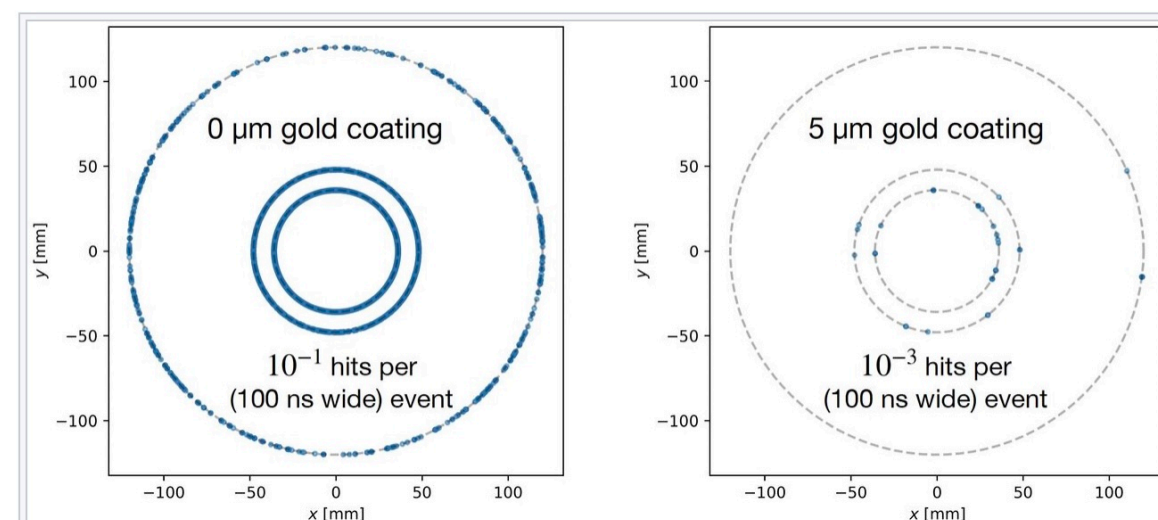 100
50
0
−50
−100
y [mm]
0 µm gold coating
10⁻¹ hits per
(100 ns wide) event
−100 −50 0 50 100
x [mm]
100
50
0
−50
−100
y [mm]
5 µm gold coating
10⁻³ hits per
(100 ns wide) event
−100 −50 0 50 100
x [mm]